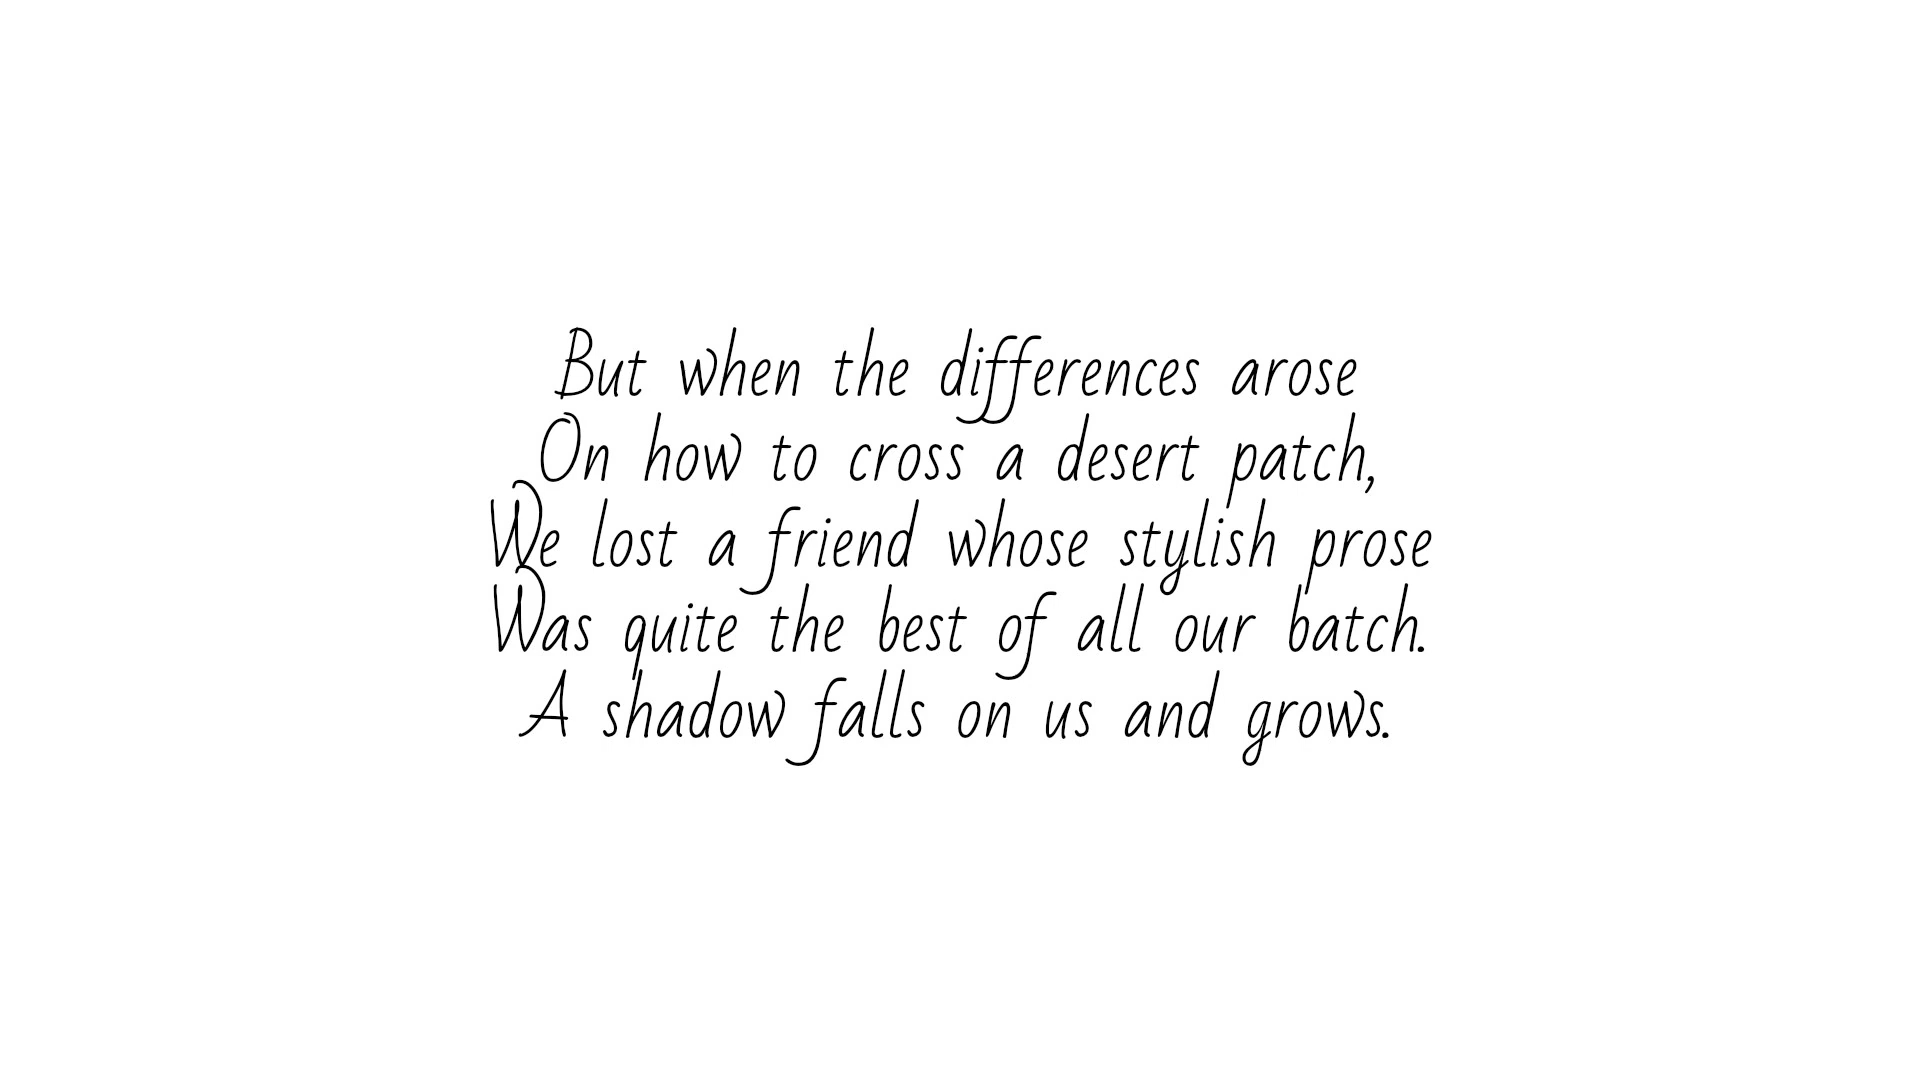 But when the differences arose
On how to cross a desert patch,
We lost a friend whose stylish prose
Was quite the best of all our batch.
A shadow falls on us and grows.